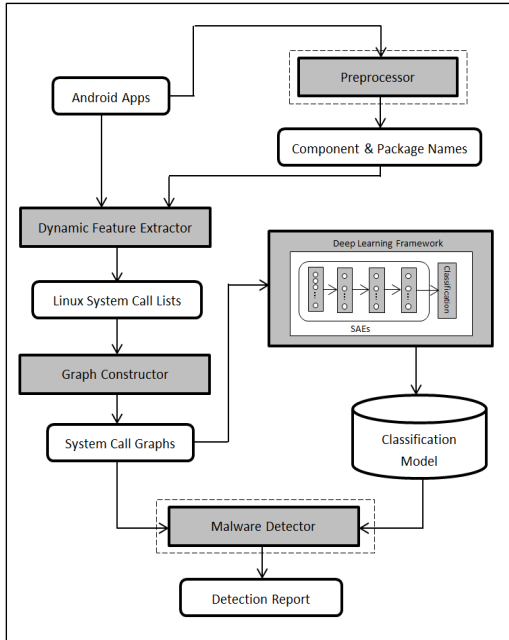 Preprocessor
Android Apps
Component & Package Names
Dynamic Feature Extractor
Deep Learning Framework
Classification
SAEs
Linux System Call Lists
Graph Constructor
System Call Graphs
Classification
Model
Malware Detector
Detection Report